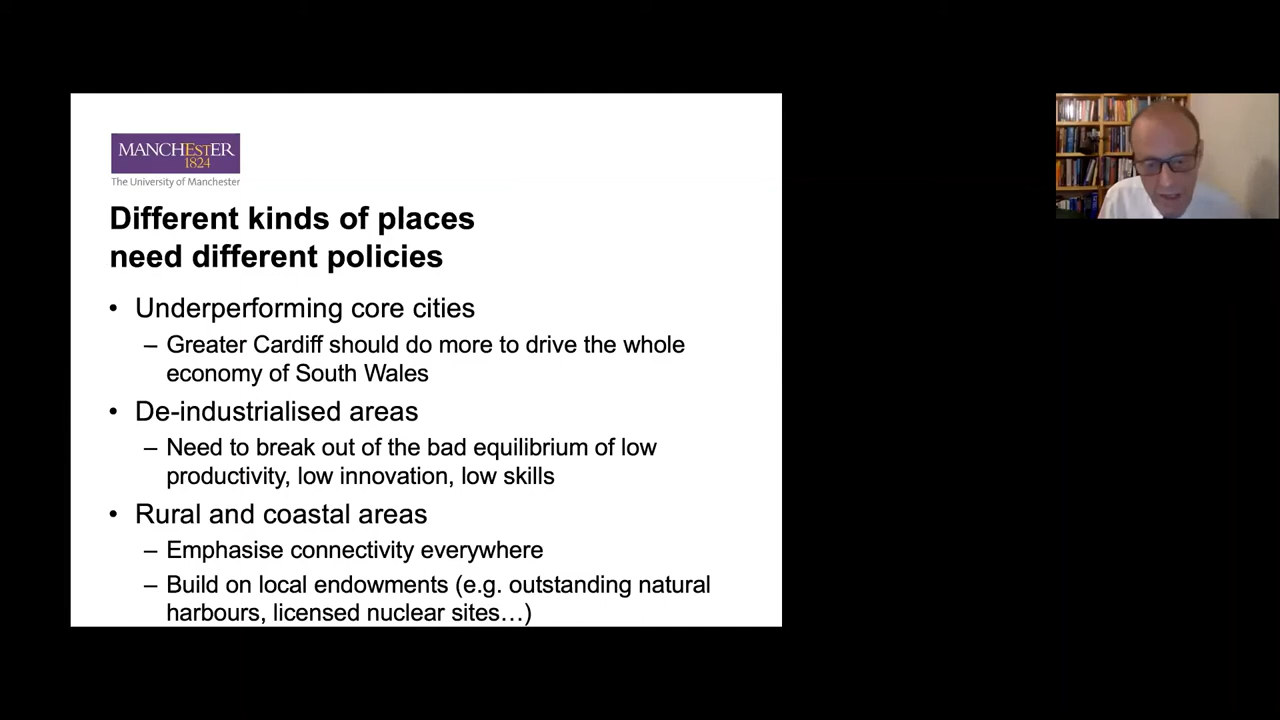 MANCHESTER
1824
The University of Manchester
Different kinds of places
need different policies
• Underperforming core cities
– Greater Cardiff should do more to drive the whole
economy of South Wales
• De-industrialised areas
– Need to break out of the bad equilibrium of low
productivity, low innovation, low skills
• Rural and coastal areas
– Emphasise connectivity everywhere
– Build on local endowments (e.g. outstanding natural
harbours, licensed nuclear sites…)